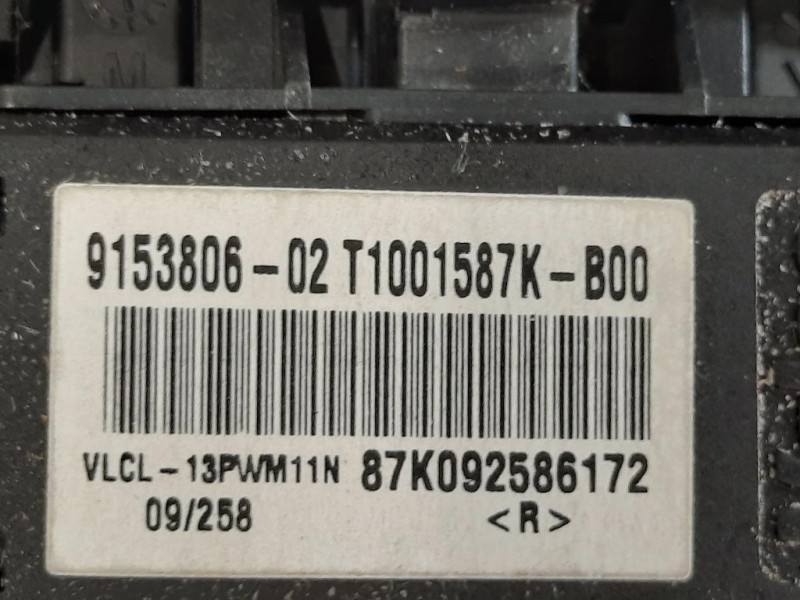 9153806-02 T1001587K-B00
VLCL-13PWM11N 87K092586172
09/258 <R>